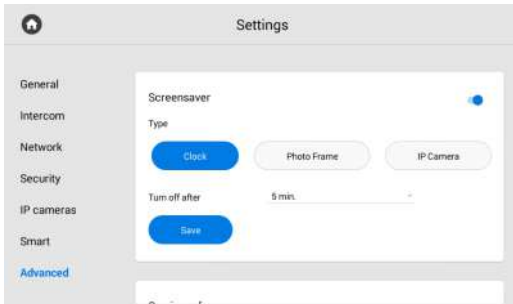 Settings
General
Intercom
Network
Security
IP cameras
Smart
Advanced
Screensaver
Type
Clock Photo Frame IP Camera
Turn off after 5 min.
Save